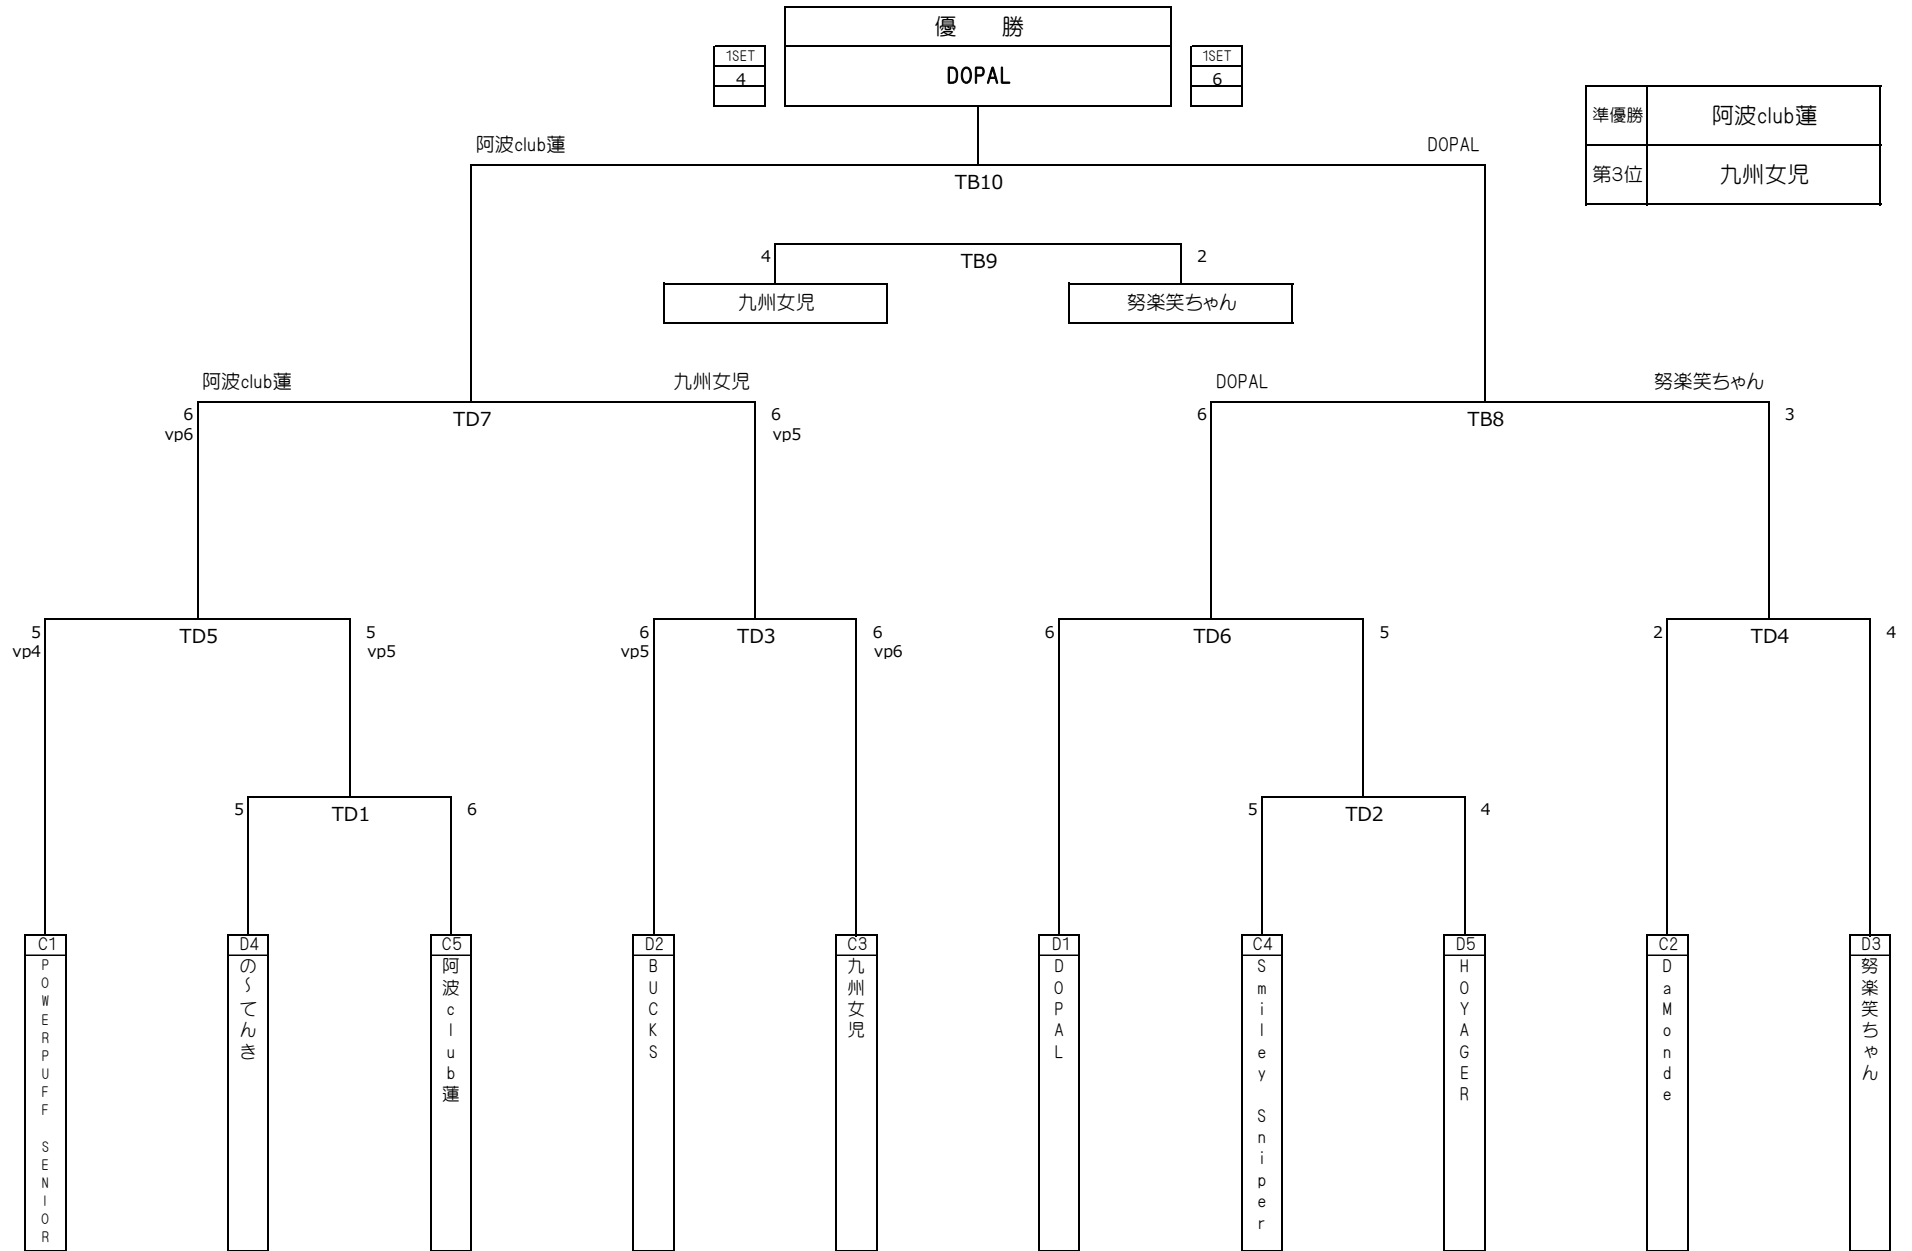 優　勝
1SET
4
DOPAL
1SET
6
準優勝 阿波club蓮
第3位 九州女児
阿波club蓮
DOPAL
TB10
4
TB9
2
九州女児
努楽笑ちゃん
阿波club蓮
九州女児
DOPAL
努楽笑ちゃん
6
vp6
TD7
6
vp5
6
TB8
3
5
vp4
TD5
5
vp5
6
vp5
TD3
6
vp6
6
TD6
5
2
TD4
4
5
TD1
6
5
TD2
4
C1
POWERPUFF SENIOR
D4
の～てんき
C5
阿波club蓮
D2
BUCKS
C3
九州女児
D1
DOPAL
C4
Smiley Sniper
D5
HOYAGER
C2
DaMonde
D3
努楽笑ちゃん